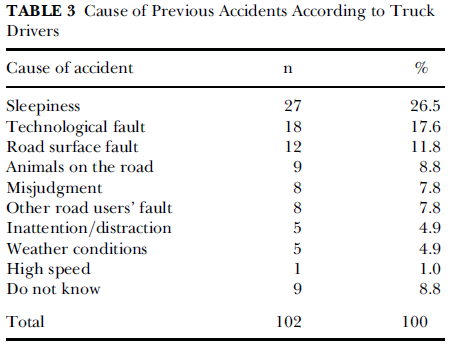 TABLE 3 Cause of Previous Accidents According to Truck
Drivers
Cause of accident n %
Sleepiness 27 26.5
Technological fault 18 17.6
Road surface fault 12 11.8
Animals on the road 9 8.8
Misjudgment 8 7.8
Other road users’ fault 8 7.8
Inattention/distraction 5 4.9
Weather conditions 5 4.9
High speed 1 1.0
Do not know 9 8.8
Total 102 100